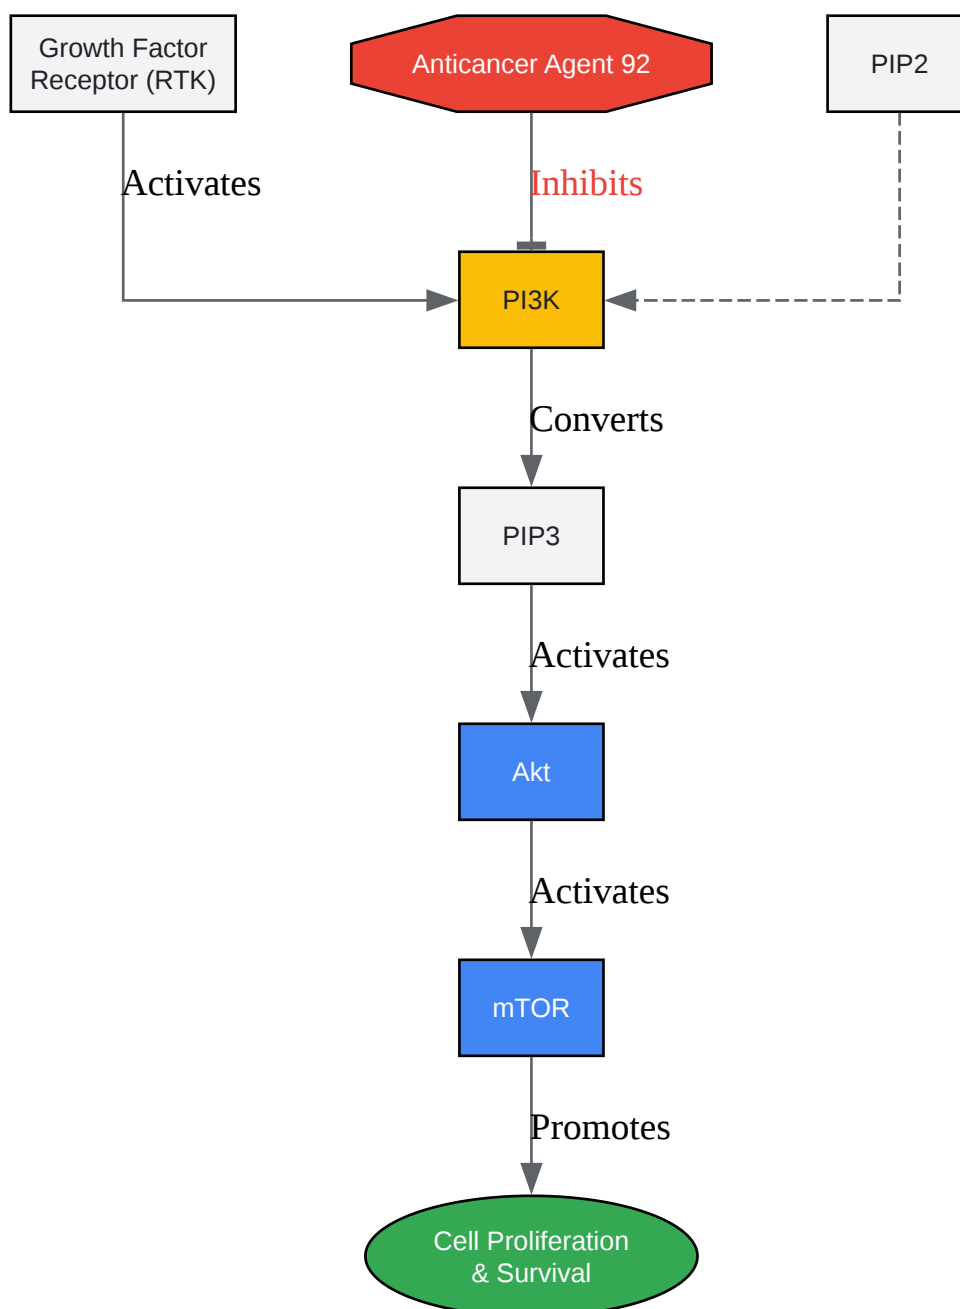 Growth Factor
Receptor (RTK)
Anticancer Agent 92
PIP2
Activates
Inhibits
PI3K
Converts
PIP3
Activates
Akt
Activates
mTOR
Promotes
Cell Proliferation
& Survival